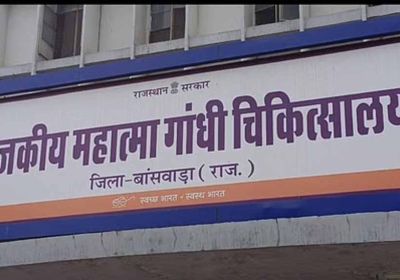 राजस्थान सरकार
जकीय महात्मा गांधी चिकित्सालय
जिला-बांसवाड़ा ( राज. )
स्वच्छ भारत - स्वस्थ भारत